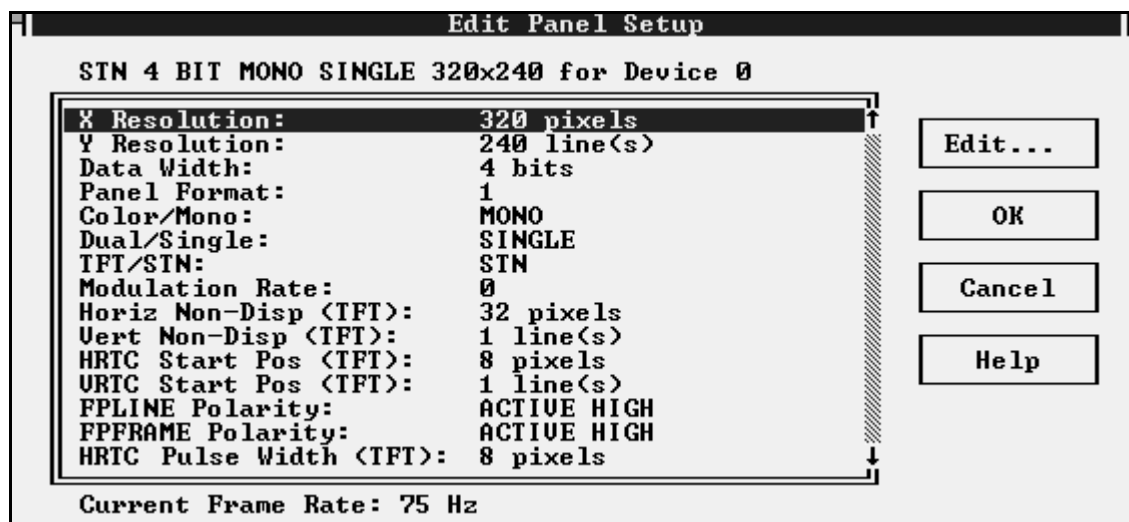 Edit Panel Setup
STN 4 BIT MONO SINGLE 320x240 for Device 0
X Resolution: 320 pixels
Y Resolution: 240 line(s)
Data Width: 4 bits
Panel Format: 1
Color/Mono: MONO
Dual/Single: SINGLE
TFT/STN: STN
Modulation Rate: 0
Horiz Non-Disp (TFT): 32 pixels
Vert Non-Disp (TFT): 1 line(s)
HRTC Start Pos (TFT): 8 pixels
VRTC Start Pos (TFT): 1 line(s)
FPLINE Polarity: ACTIVE HIGH
FPFRAME Polarity: ACTIVE HIGH
HRTC Pulse Width (TFT): 8 pixels
Edit...
OK
Cancel
Help
Current Frame Rate: 75 Hz